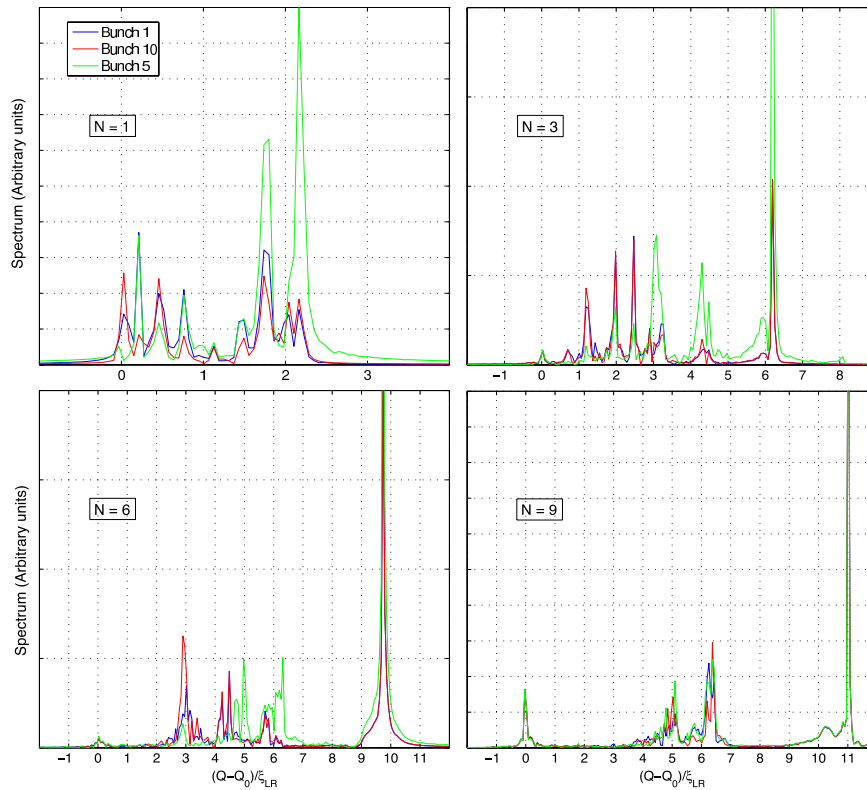 Bunch 1
Bunch 10
Bunch 5
N = 1
Spectrum (Arbitrary units)
0 1 2 3
N = 3
−1 0 1 2 3 4 5 6 7 8
N = 6
Spectrum (Arbitrary units)
−1 0 1 2 3 4 5 6 7 8 9 10 11
(Q−Q0)/ξLR
N = 9
−1 0 1 2 3 4 5 6 7 8 9 10 11
(Q−Q0)/ξLR